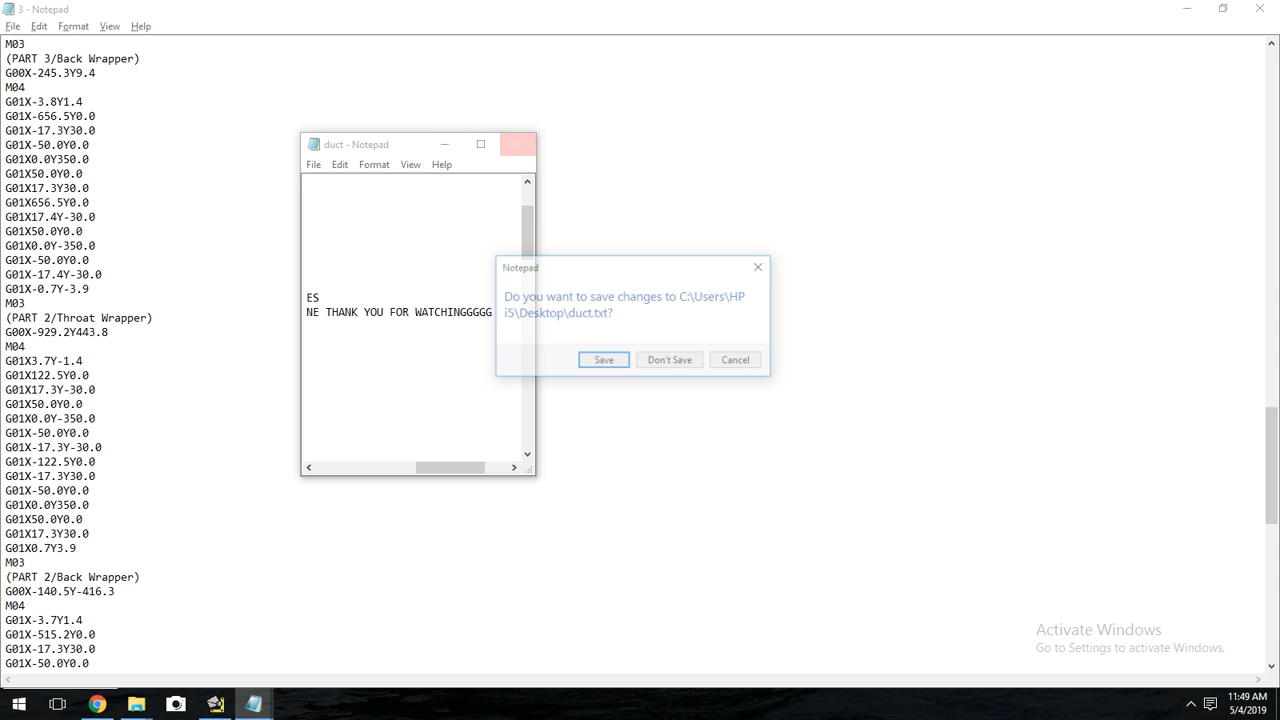 3 - Notepad
File Edit Format View Help
M03
(PART 3/Back Wrapper)
G00X-245.3Y9.4
M04
G01X-3.8Y1.4
G01X-656.5Y0.0
G01X-17.3Y30.0
G01X-50.0Y0.0
G01X0.0Y350.0
G01X50.0Y0.0
G01X17.3Y30.0
G01X656.5Y0.0
G01X17.4Y-30.0
G01X50.0Y0.0
G01X0.0Y-350.0
G01X-50.0Y0.0
G01X-17.4Y-30.0
G01X-0.7Y-3.9
M03
(PART 2/Throat Wrapper)
G00X-929.2Y443.8
M04
G01X3.7Y-1.4
G01X122.5Y0.0
G01X17.3Y-30.0
G01X50.0Y0.0
G01X0.0Y-350.0
G01X-50.0Y0.0
G01X-17.3Y-30.0
G01X-122.5Y0.0
G01X-17.3Y30.0
G01X-50.0Y0.0
G01X0.0Y350.0
G01X50.0Y0.0
G01X17.3Y30.0
G01X0.7Y3.9
M03
(PART 2/Back Wrapper)
G00X-140.5Y-416.3
M04
G01X-3.7Y1.4
G01X-515.2Y0.0
G01X-17.3Y30.0
G01X-50.0Y0.0
duct - Notepad
File Edit Format View Help
ES
NE THANK YOU FOR WATCHINGGGGG
Notepad
Do you want to save changes to C:\Users\HP
i5\Desktop\duct.txt?
Save Don't Save Cancel
Activate Windows
Go to Settings to activate Windows.
11:49 AM
5/4/2019